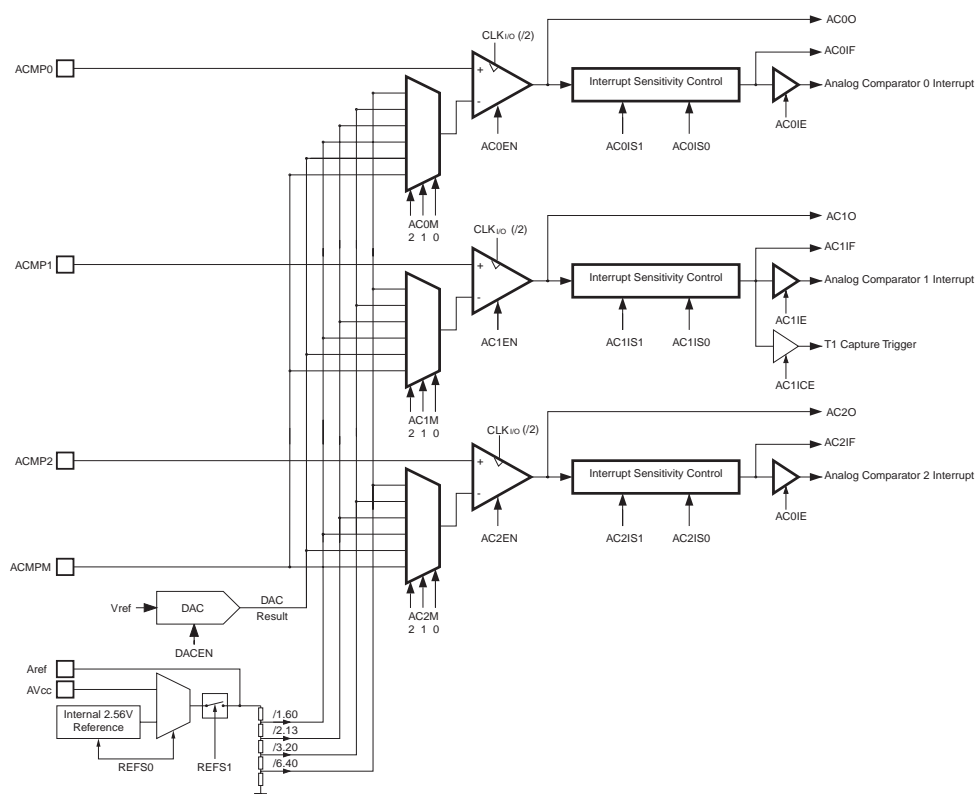 AC0O
CLK I/O (/2)
AC0IF
ACMP0
+
Interrupt Sensitivity Control
Analog Comparator 0 Interrupt
-
AC0IE
AC0EN
AC0IS1
AC0IS0
AC0M
2 1 0
AC1O
CLK I/O (/2)
AC1IF
ACMP1
+
Interrupt Sensitivity Control
Analog Comparator 1 Interrupt
-
AC1IE
AC1EN
AC1IS1
AC1IS0
T1 Capture Trigger
AC1ICE
AC1M
2 1 0
AC2O
CLK I/O (/2)
AC2IF
ACMP2
+
Interrupt Sensitivity Control
Analog Comparator 2 Interrupt
-
AC0IE
AC2EN
AC2IS1
AC2IS0
ACMPM
DAC
Vref
DAC
Result
AC2M
2 1 0
DACEN
Aref
AVcc
Internal 2.56V
Reference
/1.60
/2.13
/3.20
/6.40
REFS0
REFS1